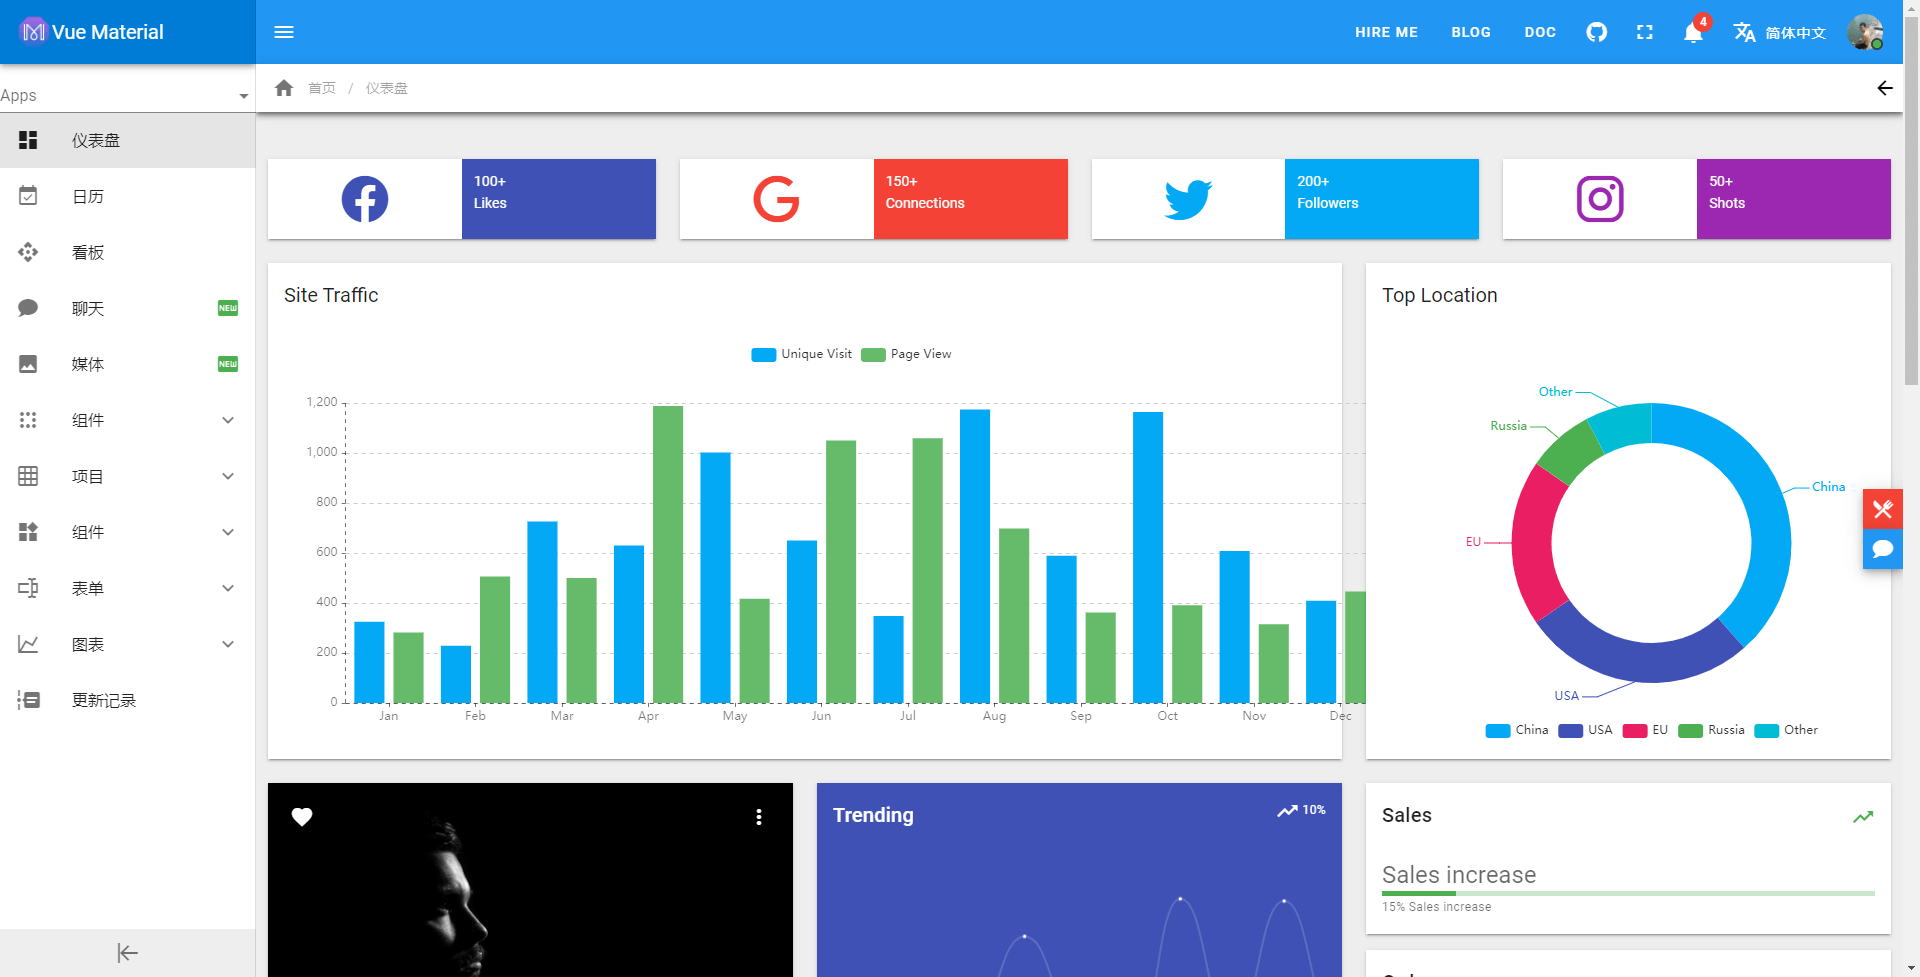 Vue Material
HIRE ME
BLOG
DOC
4
简体中文
Apps
首页 / 仪表盘
仪表盘
日历
看板
聊天 NEW
媒体 NEW
组件
项目
组件
表单
图表
更新记录
100+
Likes
150+
Connections
200+
Followers
50+
Shots
Site Traffic
Unique Visit Page View
1,200
1,000
800
600
400
200
0
Jan Feb Mar Apr May Jun Jul Aug Sep Oct Nov Dec
Top Location
Other
Russia
China
EU
USA
China USA EU Russia Other
Trending
10%
Sales
Sales increase
15% Sales increase